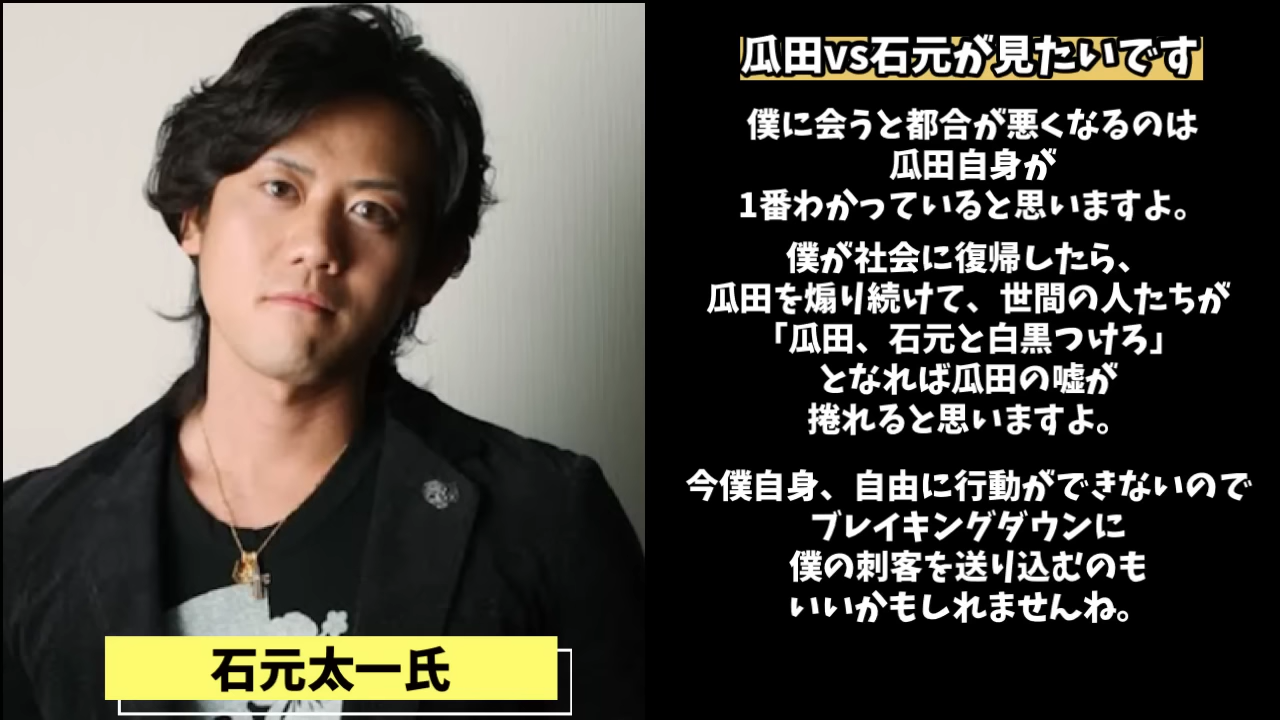 瓜田vs石元が見たいです
僕に会うと都合が悪くなるのは
瓜田自身が
1番わかっていると思いますよ。
僕が社会に復帰したら、
瓜田を煽り続けて、世間の人たちが
「瓜田、石元と白黒つけろ」
となれば瓜田の嘘が
捲れると思いますよ。
今僕自身、自由に行動ができないので
ブレイキングダウンに
僕の刺客を送り込むのも
いいかもしれませんね。
石元太一氏